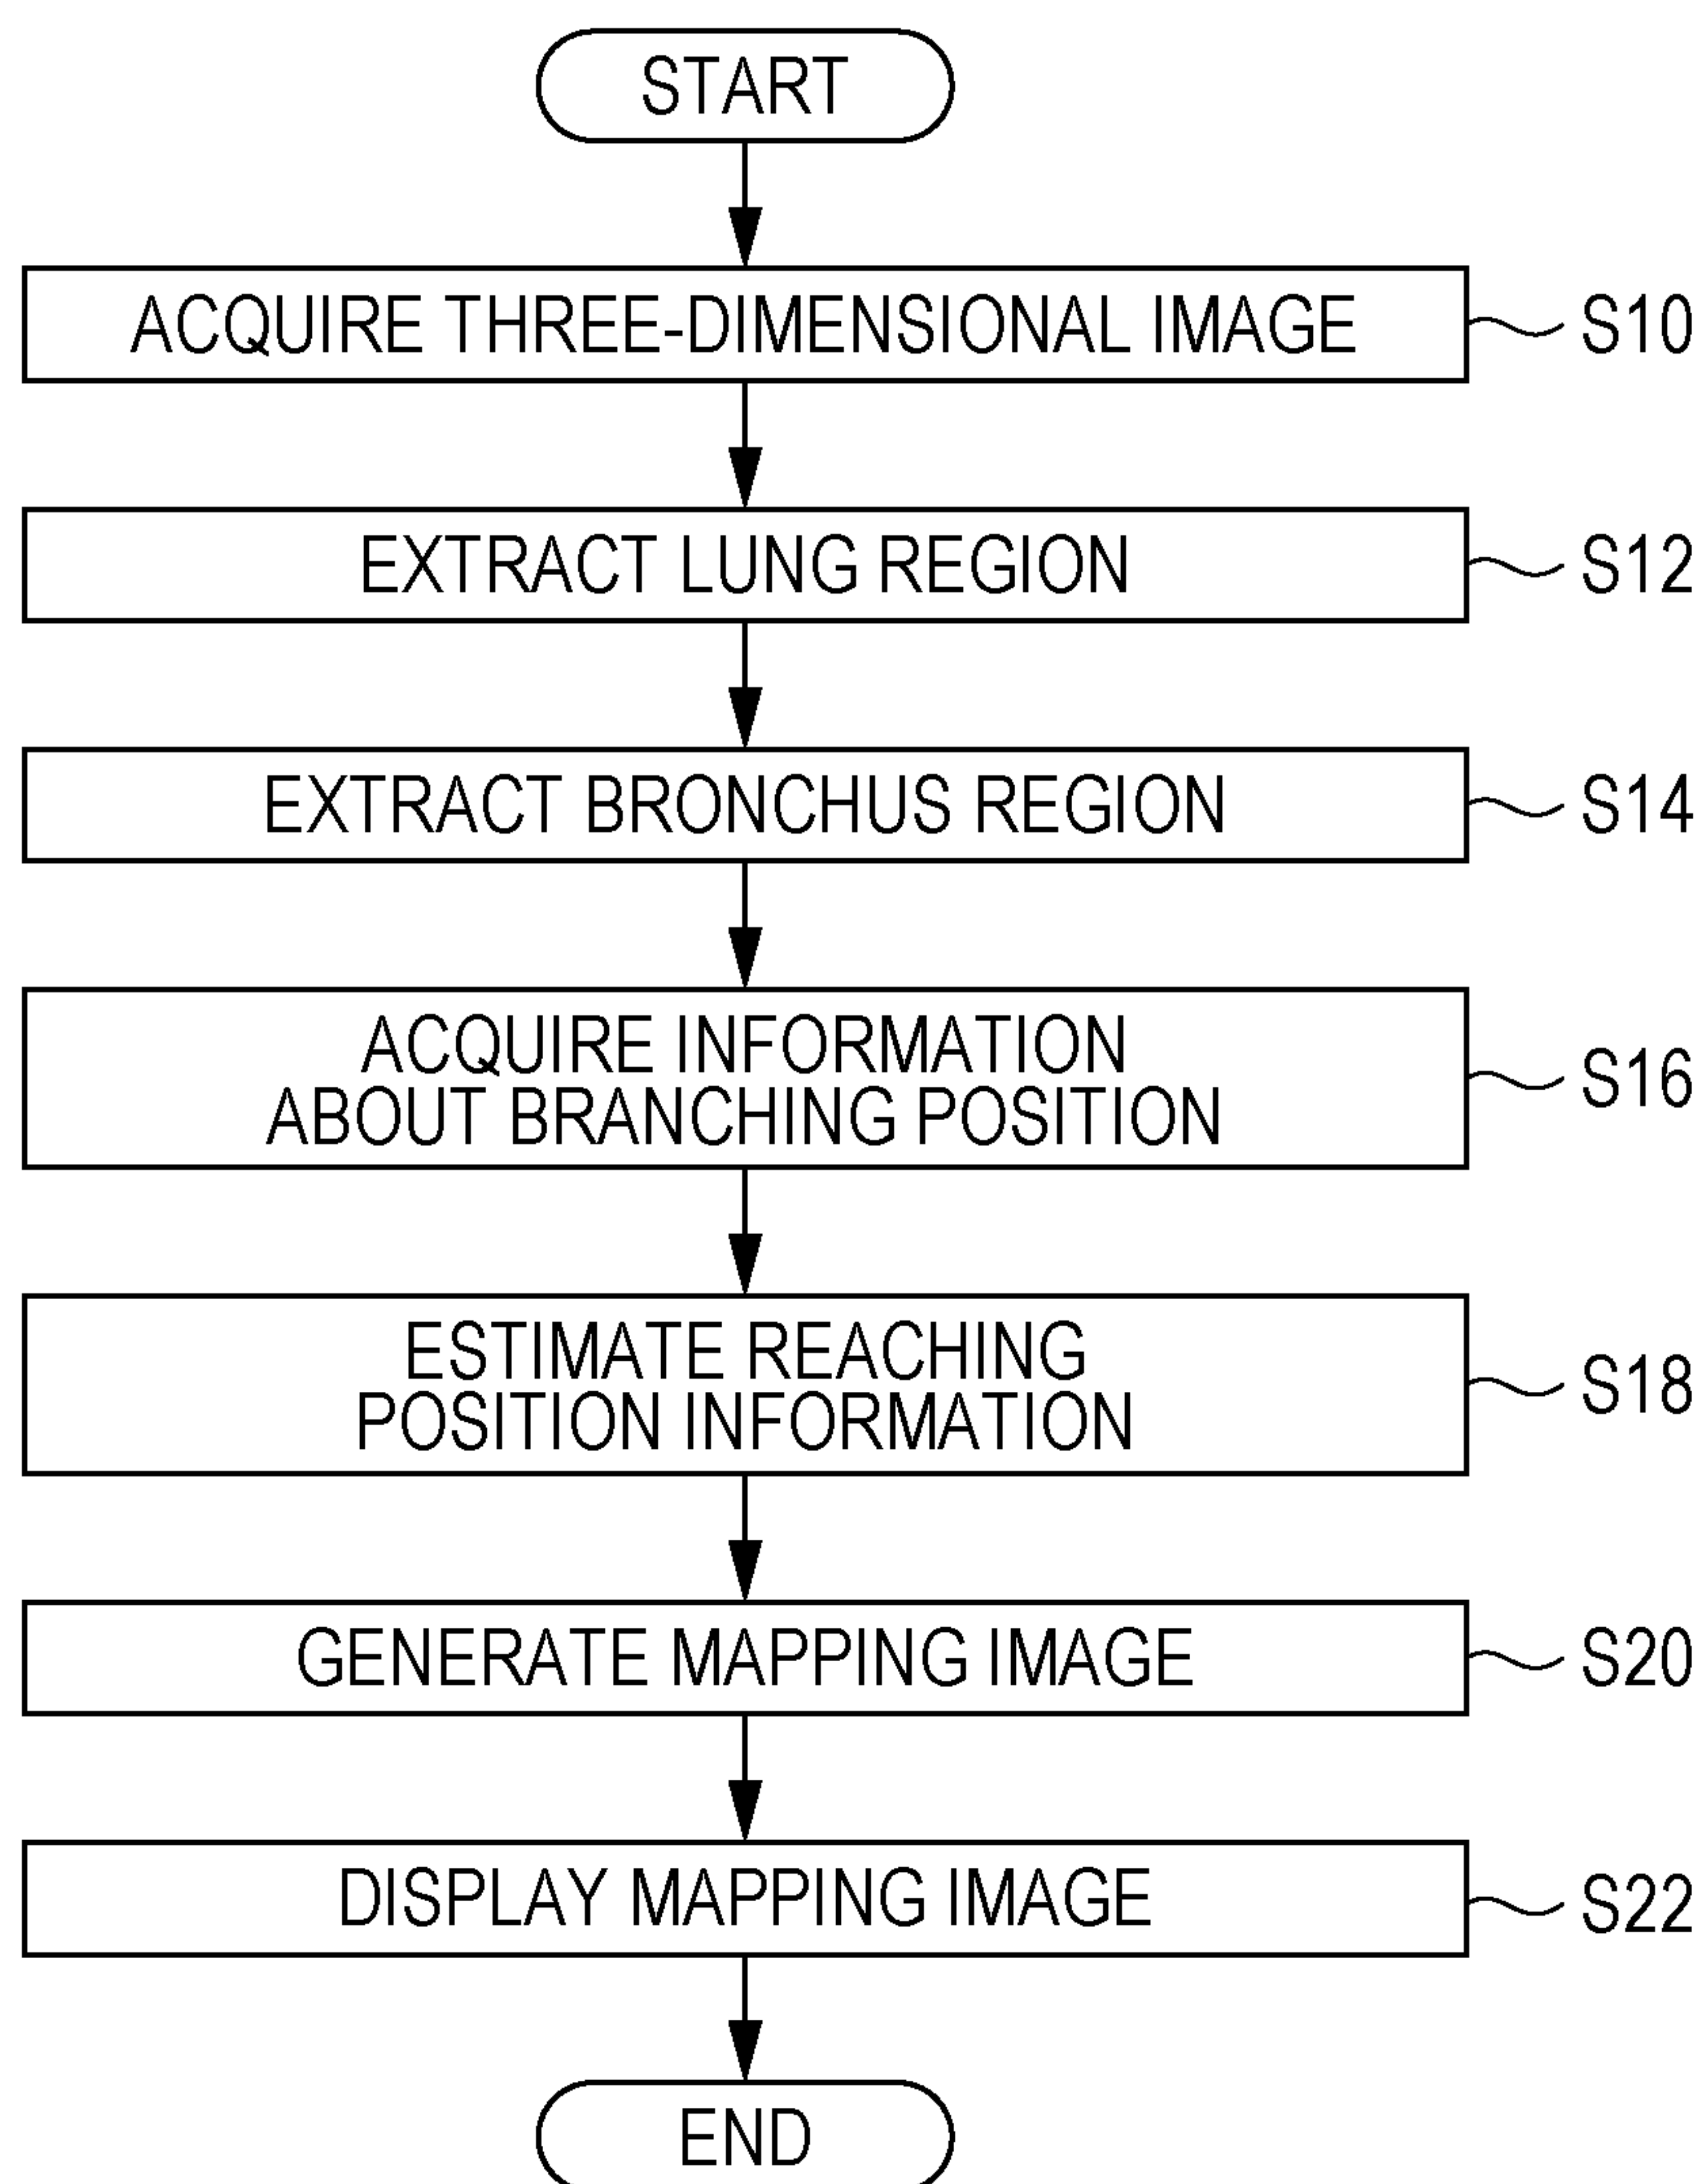 START
ACQUIRE THREE-DIMENSIONAL IMAGE
S10
EXTRACT LUNG REGION
S12
EXTRACT BRONCHUS REGION
S14
ACQUIRE INFORMATION
ABOUT BRANCHING POSITION
S16
ESTIMATE REACHING
POSITION INFORMATION
S18
GENERATE MAPPING IMAGE
S20
DISPLAY MAPPING IMAGE
S22
END